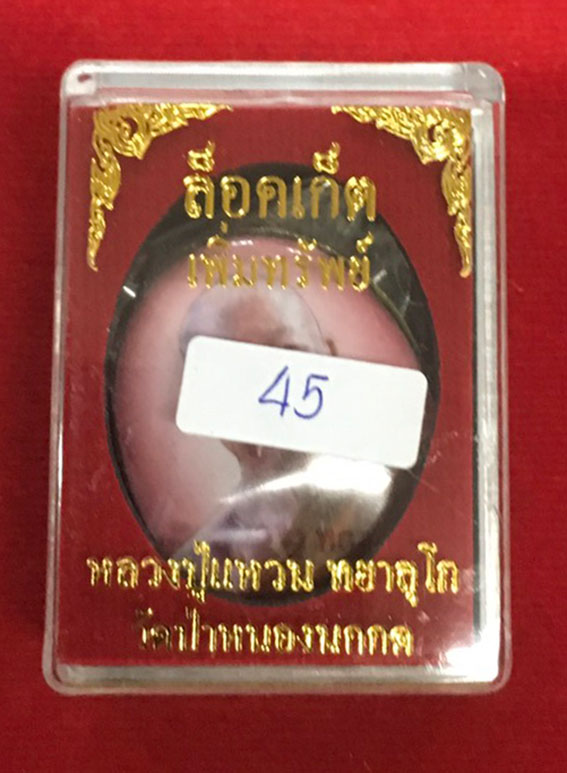 ล็อคเก็ต
เพิ่มทรัพย์
45
หลวงปู่แหวน ทยาลุโก
วัดป่าหนองนกกด